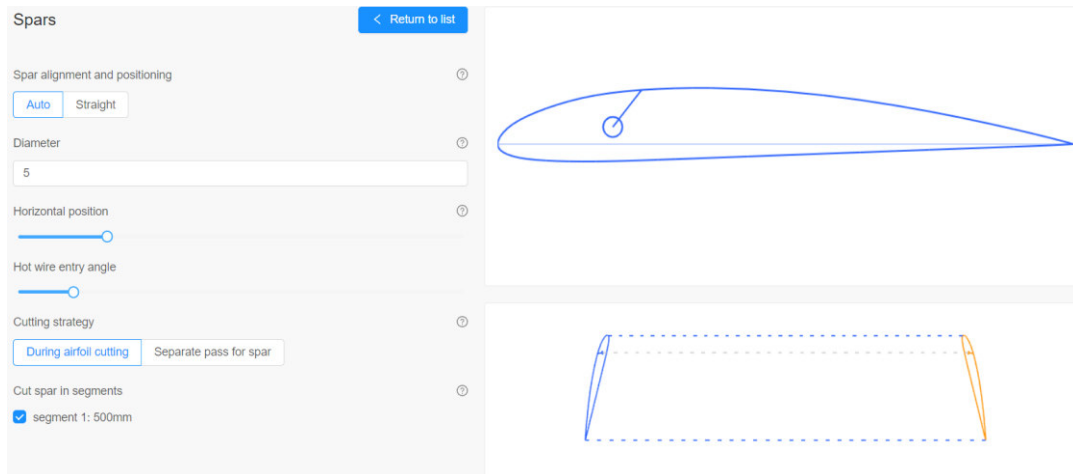 Spars
Return to list
Spar alignment and positioning
Auto Straight
Diameter
5
Horizontal position
Hot wire entry angle
Cutting strategy
During airfoil cutting Separate pass for spar
Cut spar in segments
segment 1: 500mm